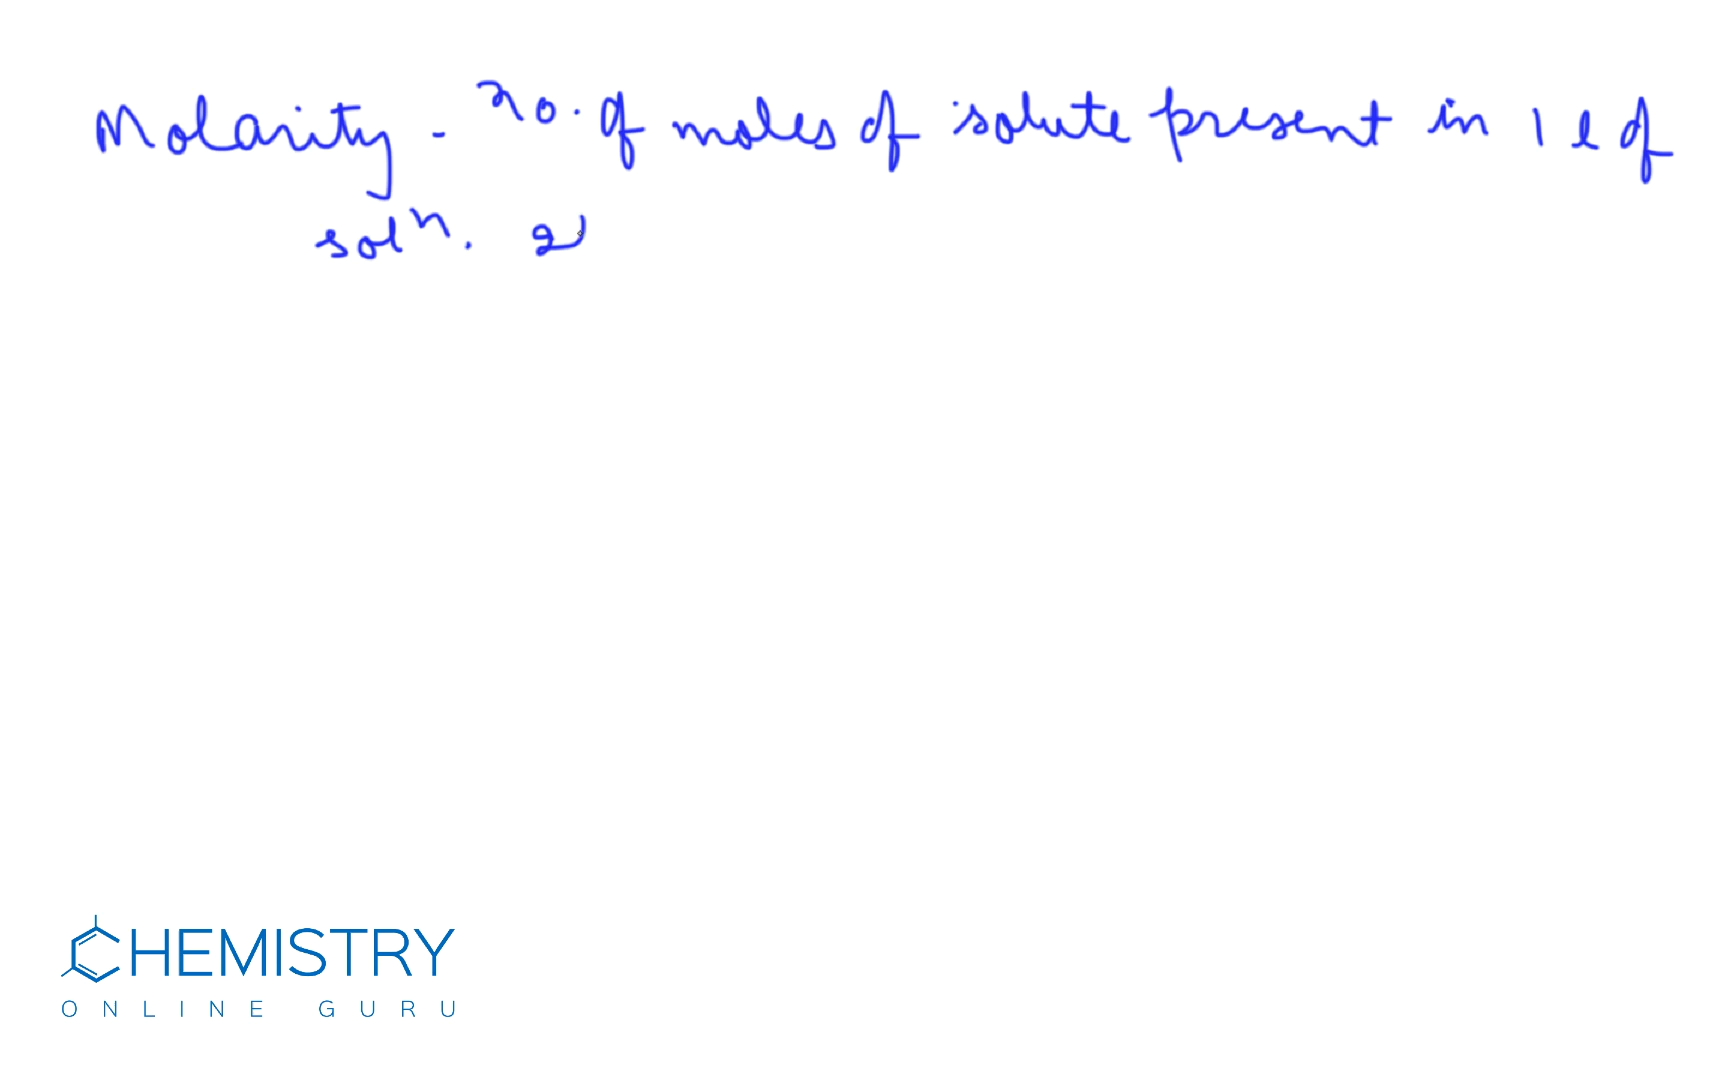 Molarity - no. of moles of solute present in 1 l of
solⁿ.
CHEMISTRY
ONLINE GURU